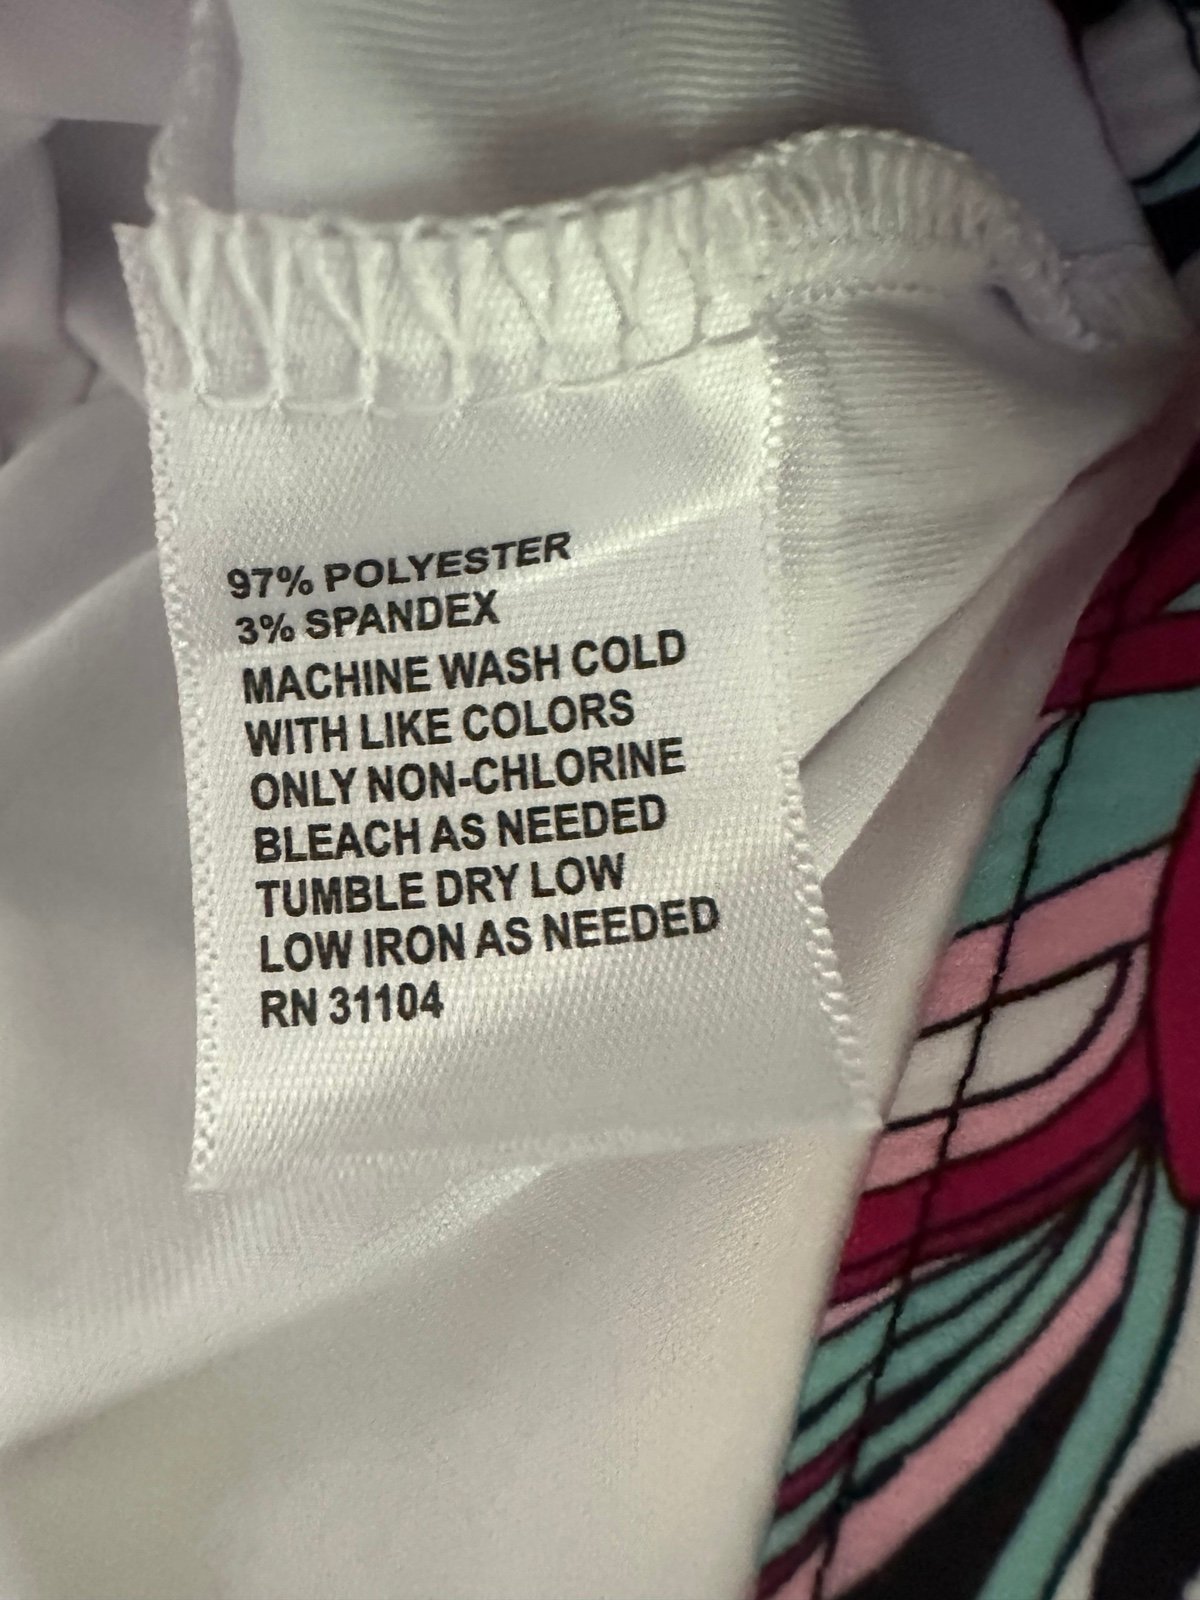 97% POLYESTER
3% SPANDEX
MACHINE WASH COLD
WITH LIKE COLORS
ONLY NON-CHLORINE
BLEACH AS NEEDED
TUMBLE DRY LOW
LOW IRON AS NEEDED
RN 31104